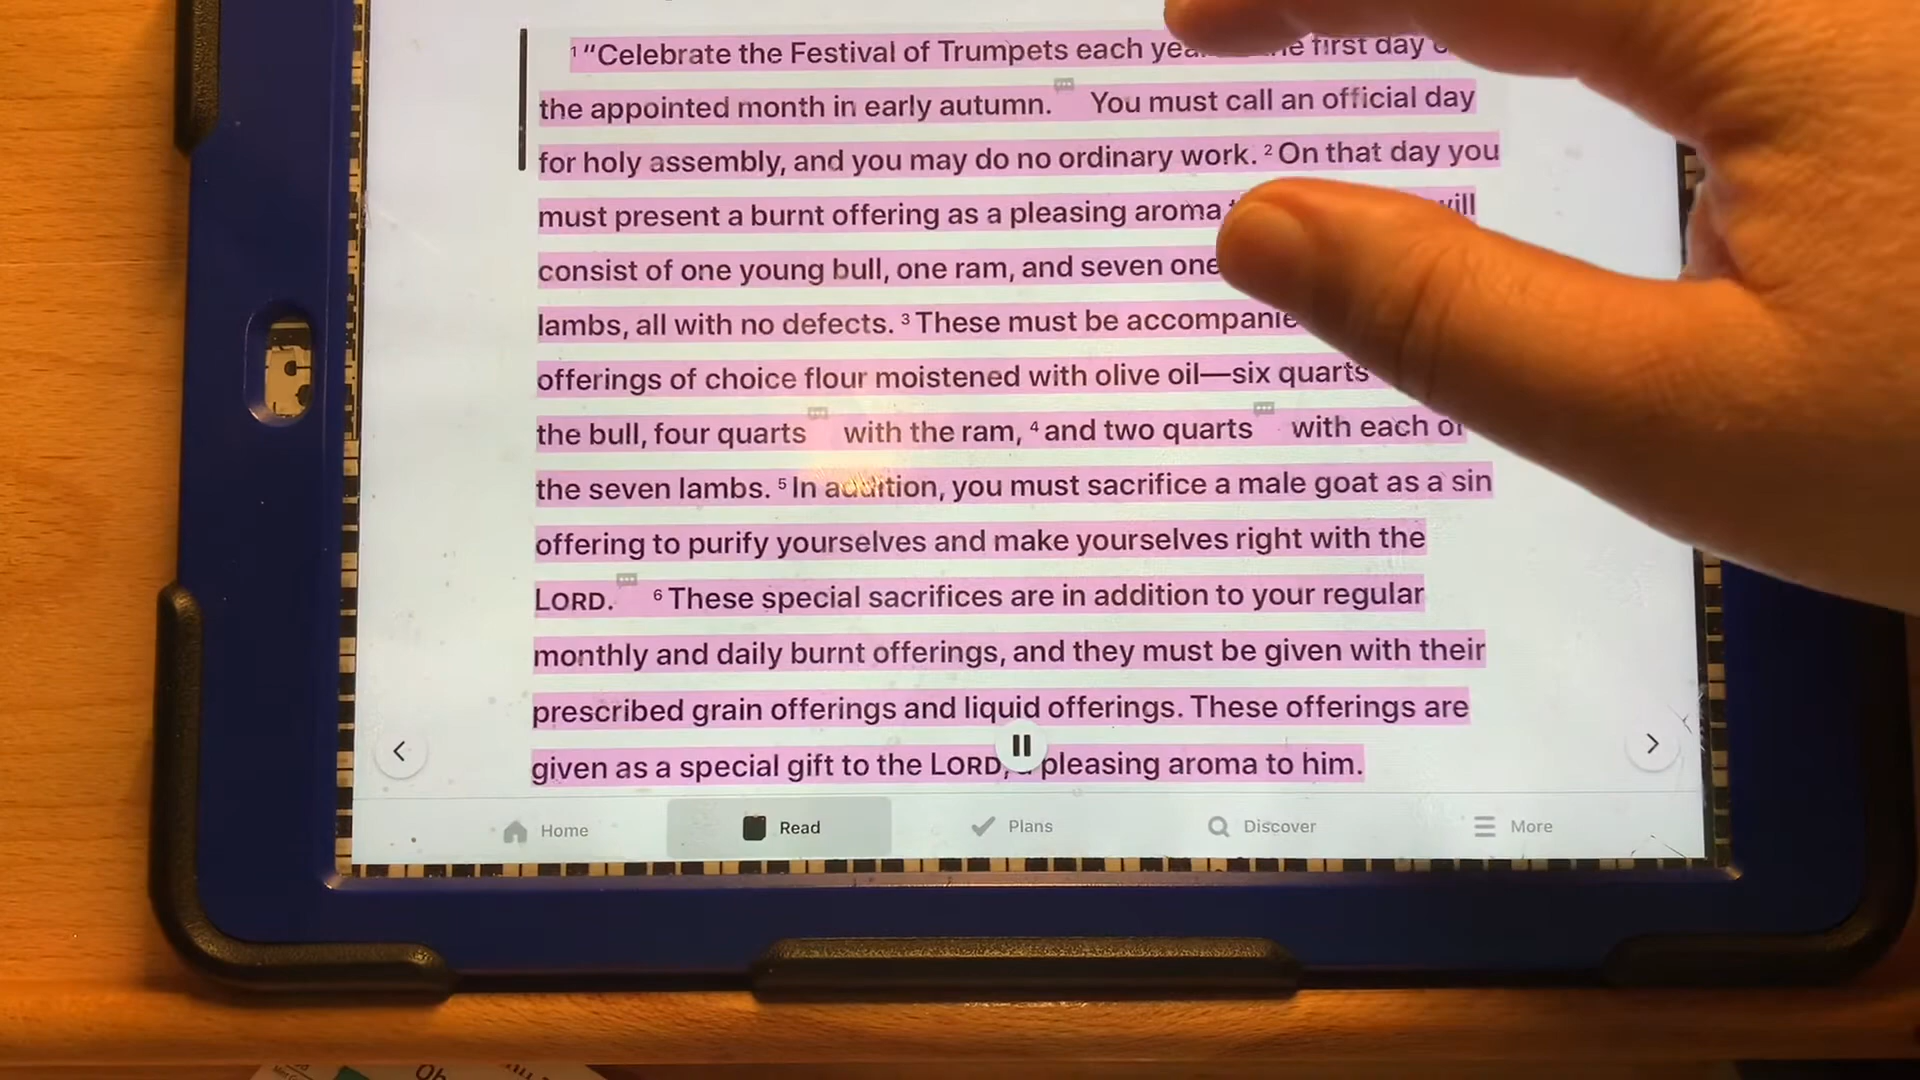 1 “Celebrate the Festival of Trumpets each first day
the appointed month in early autumn. You must call an official day
for holy assembly, and you may do no ordinary work. 2 On that day you
must present a burnt offering as a pleasing aroma
consist of one young bull, one ram, and seven one
lambs, all with no defects. 3 These must be
offerings of choice flour moistened with olive oil—six quarts
the bull, four quarts with the ram, 4 and two quarts with each of
the seven lambs. 5 In addition, you must sacrifice a male goat as a sin
offering to purify yourselves and make yourselves right with the
LORD. 6 These special sacrifices are in addition to your regular
monthly and daily burnt offerings, and they must be given with their
prescribed grain offerings and liquid offerings. These offerings are
given as a special gift to the LORD, pleasing aroma to him.
Home Read Plans Discover More